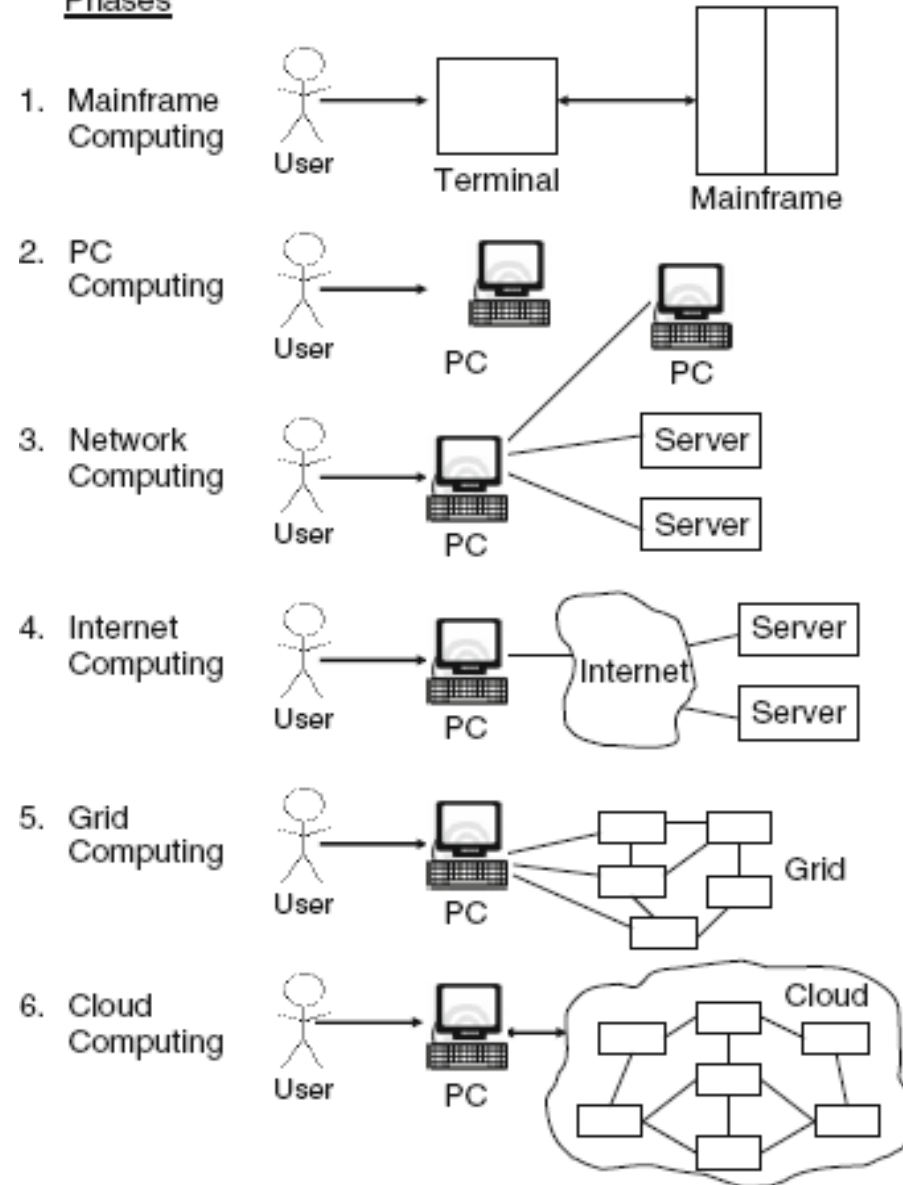 Phases
1. Mainframe
Computing
User
Terminal
Mainframe
2. PC
Computing
User
PC
PC
3. Network
Computing
User
PC
Server
Server
4. Internet
Computing
User
PC
Internet
Server
Server
5. Grid
Computing
User
PC
Grid
6. Cloud
Computing
User
PC
Cloud